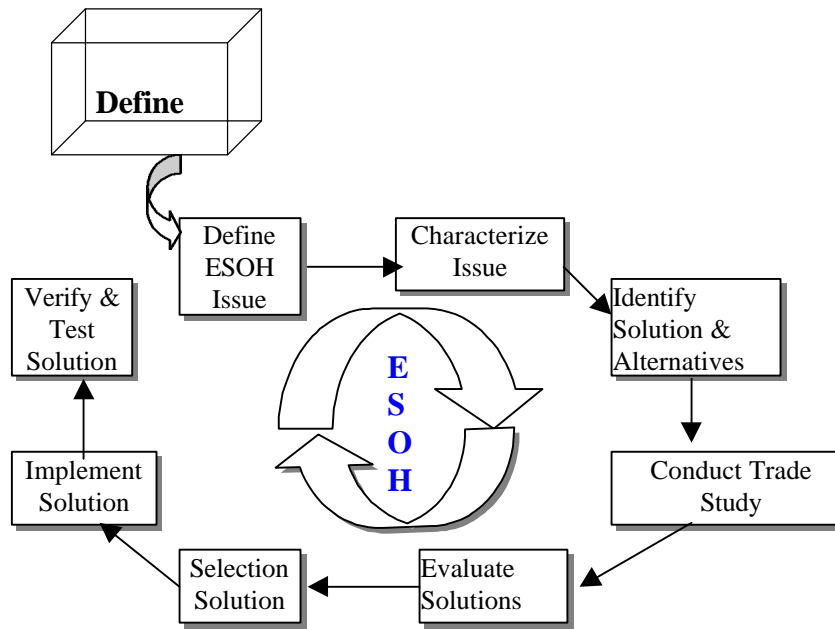 Define
Define
ESOH
Issue
Characterize
Issue
Identify
Solution &
Alternatives
Conduct Trade
Study
Evaluate
Solutions
Selection
Solution
Implement
Solution
Verify &
Test
Solution
E
S
O
H